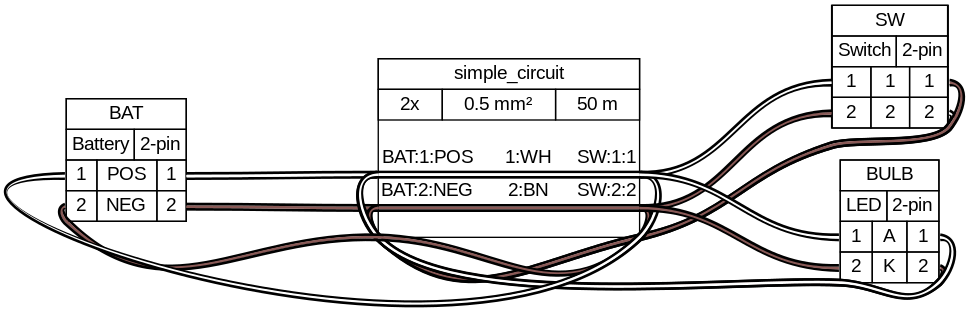 SW
Switch 2-pin
1 1 1
2 2 2
simple_circuit
2x 0.5 mm² 50 m
BAT:1:POS 1:WH SW:1:1
BAT:2:NEG 2:BN SW:2:2
BAT
Battery 2-pin
1 POS 1
2 NEG 2
BULB
LED 2-pin
1 A 1
2 K 2